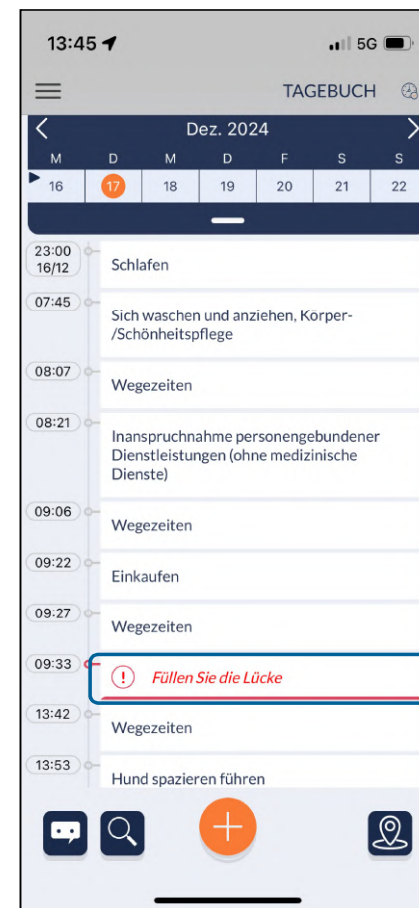 13:45
5G
TAGEBUCH
Dez. 2024
M D M D F S S
16 17 18 19 20 21 22
23:00
16/12
Schlafen
07:45
Sich waschen und anziehen, Körper-
/Schönheitspflege
08:07
Wegezeiten
08:21
Inanspruchnahme personengebundener
Dienstleistungen (ohne medizinische
Dienste)
09:06
Wegezeiten
09:22
Einkaufen
09:27
Wegezeiten
09:33
! Füllen Sie die Lücke
13:42
Wegezeiten
13:53
Hund spazieren führen